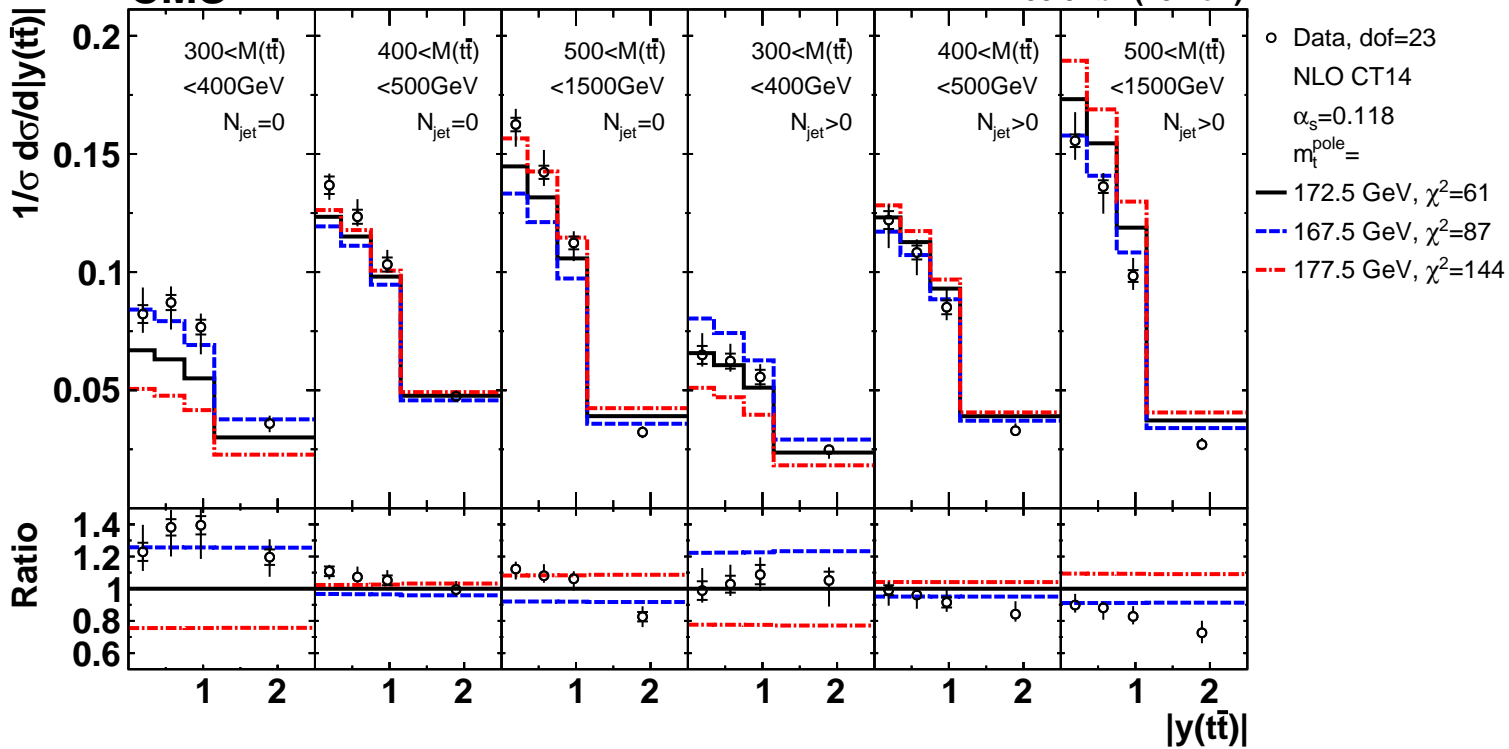 300<M(tt̄)
<400GeV
N_jet=0
400<M(tt̄)
<500GeV
N_jet=0
500<M(tt̄)
<1500GeV
N_jet=0
300<M(tt̄)
<400GeV
N_jet>0
400<M(tt̄)
<500GeV
N_jet>0
500<M(tt̄)
<1500GeV
N_jet>0
Data, dof=23
NLO CT14
α_s=0.118
m_t^pole=
172.5 GeV, χ²=61
167.5 GeV, χ²=87
177.5 GeV, χ²=144
1/σ dσ/d|y(tt̄)|
0.2
0.15
0.1
0.05
Ratio
1.4
1.2
1
0.8
0.6
1 2 1 2 1 2 1 2 1 2 1 2
|y(tt̄)|